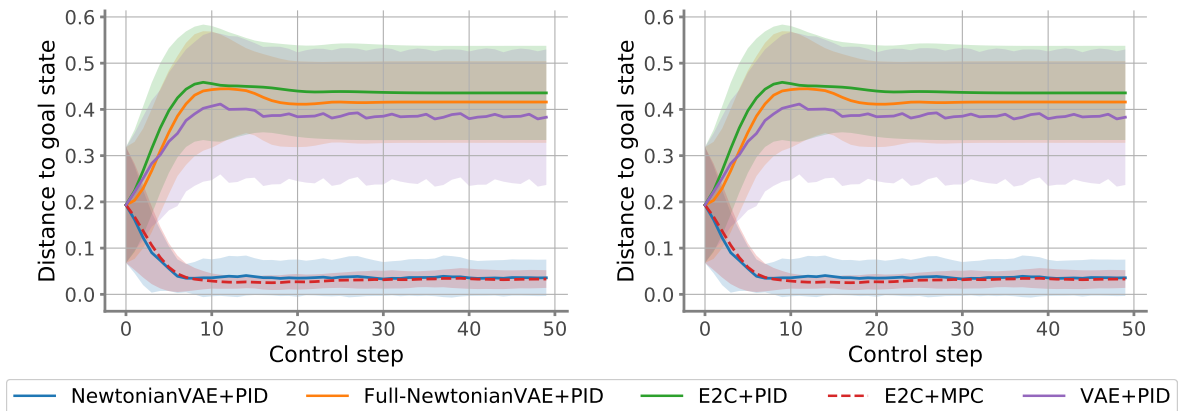 0.6
0.5
0.4
0.3
0.2
0.1
0.0
Distance to goal state
0 10 20 30 40 50
Control step
0.6
0.5
0.4
0.3
0.2
0.1
0.0
Distance to goal state
0 10 20 30 40 50
Control step
NewtonianVAE+PID Full-NewtonianVAE+PID E2C+PID E2C+MPC VAE+PID